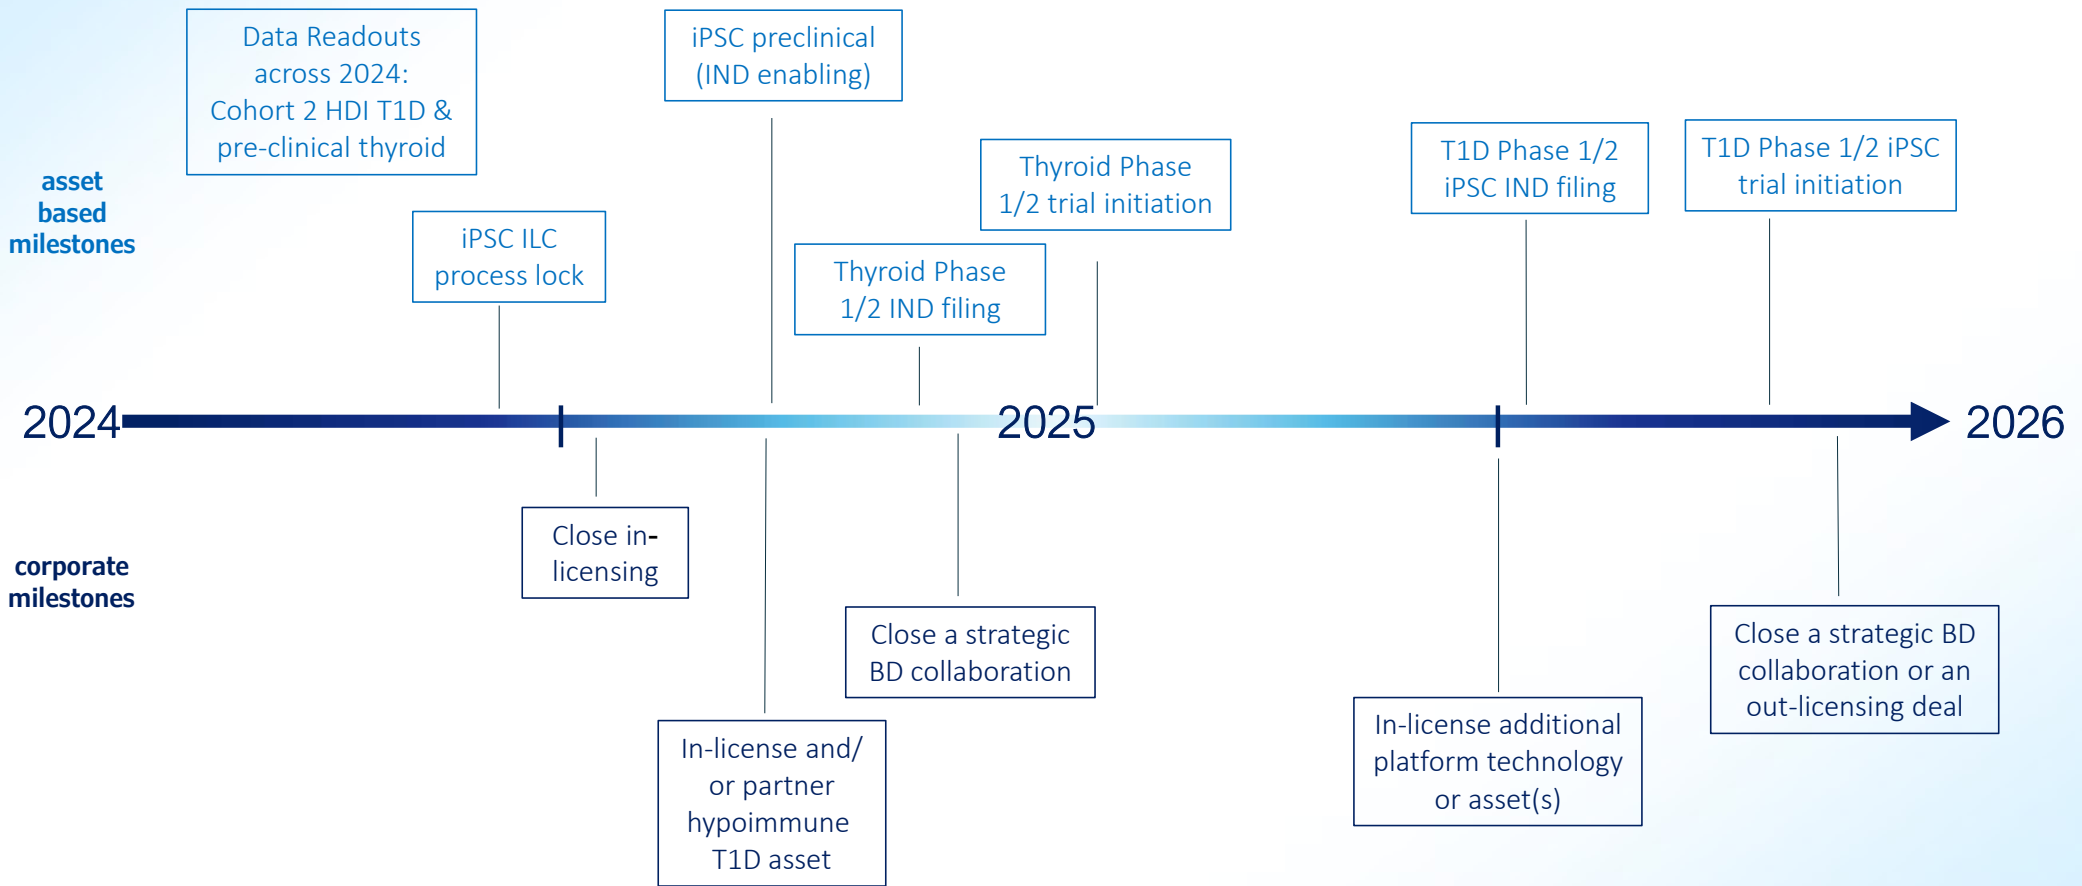 Data Readouts
across 2024:
Cohort 2 HDI T1D &
pre-clinical thyroid
iPSC preclinical
(IND enabling)
Thyroid Phase
1/2 trial initiation
T1D Phase 1/2
iPSC IND filing
T1D Phase 1/2 iPSC
trial initiation
asset
based
milestones
iPSC ILC
process lock
Thyroid Phase
1/2 IND filing
2024
2025
2026
corporate
milestones
Close in-
licensing
Close a strategic
BD collaboration
In-license and/
or partner
hypoimmune
T1D asset
In-license additional
platform technology
or asset(s)
Close a strategic BD
collaboration or an
out-licensing deal